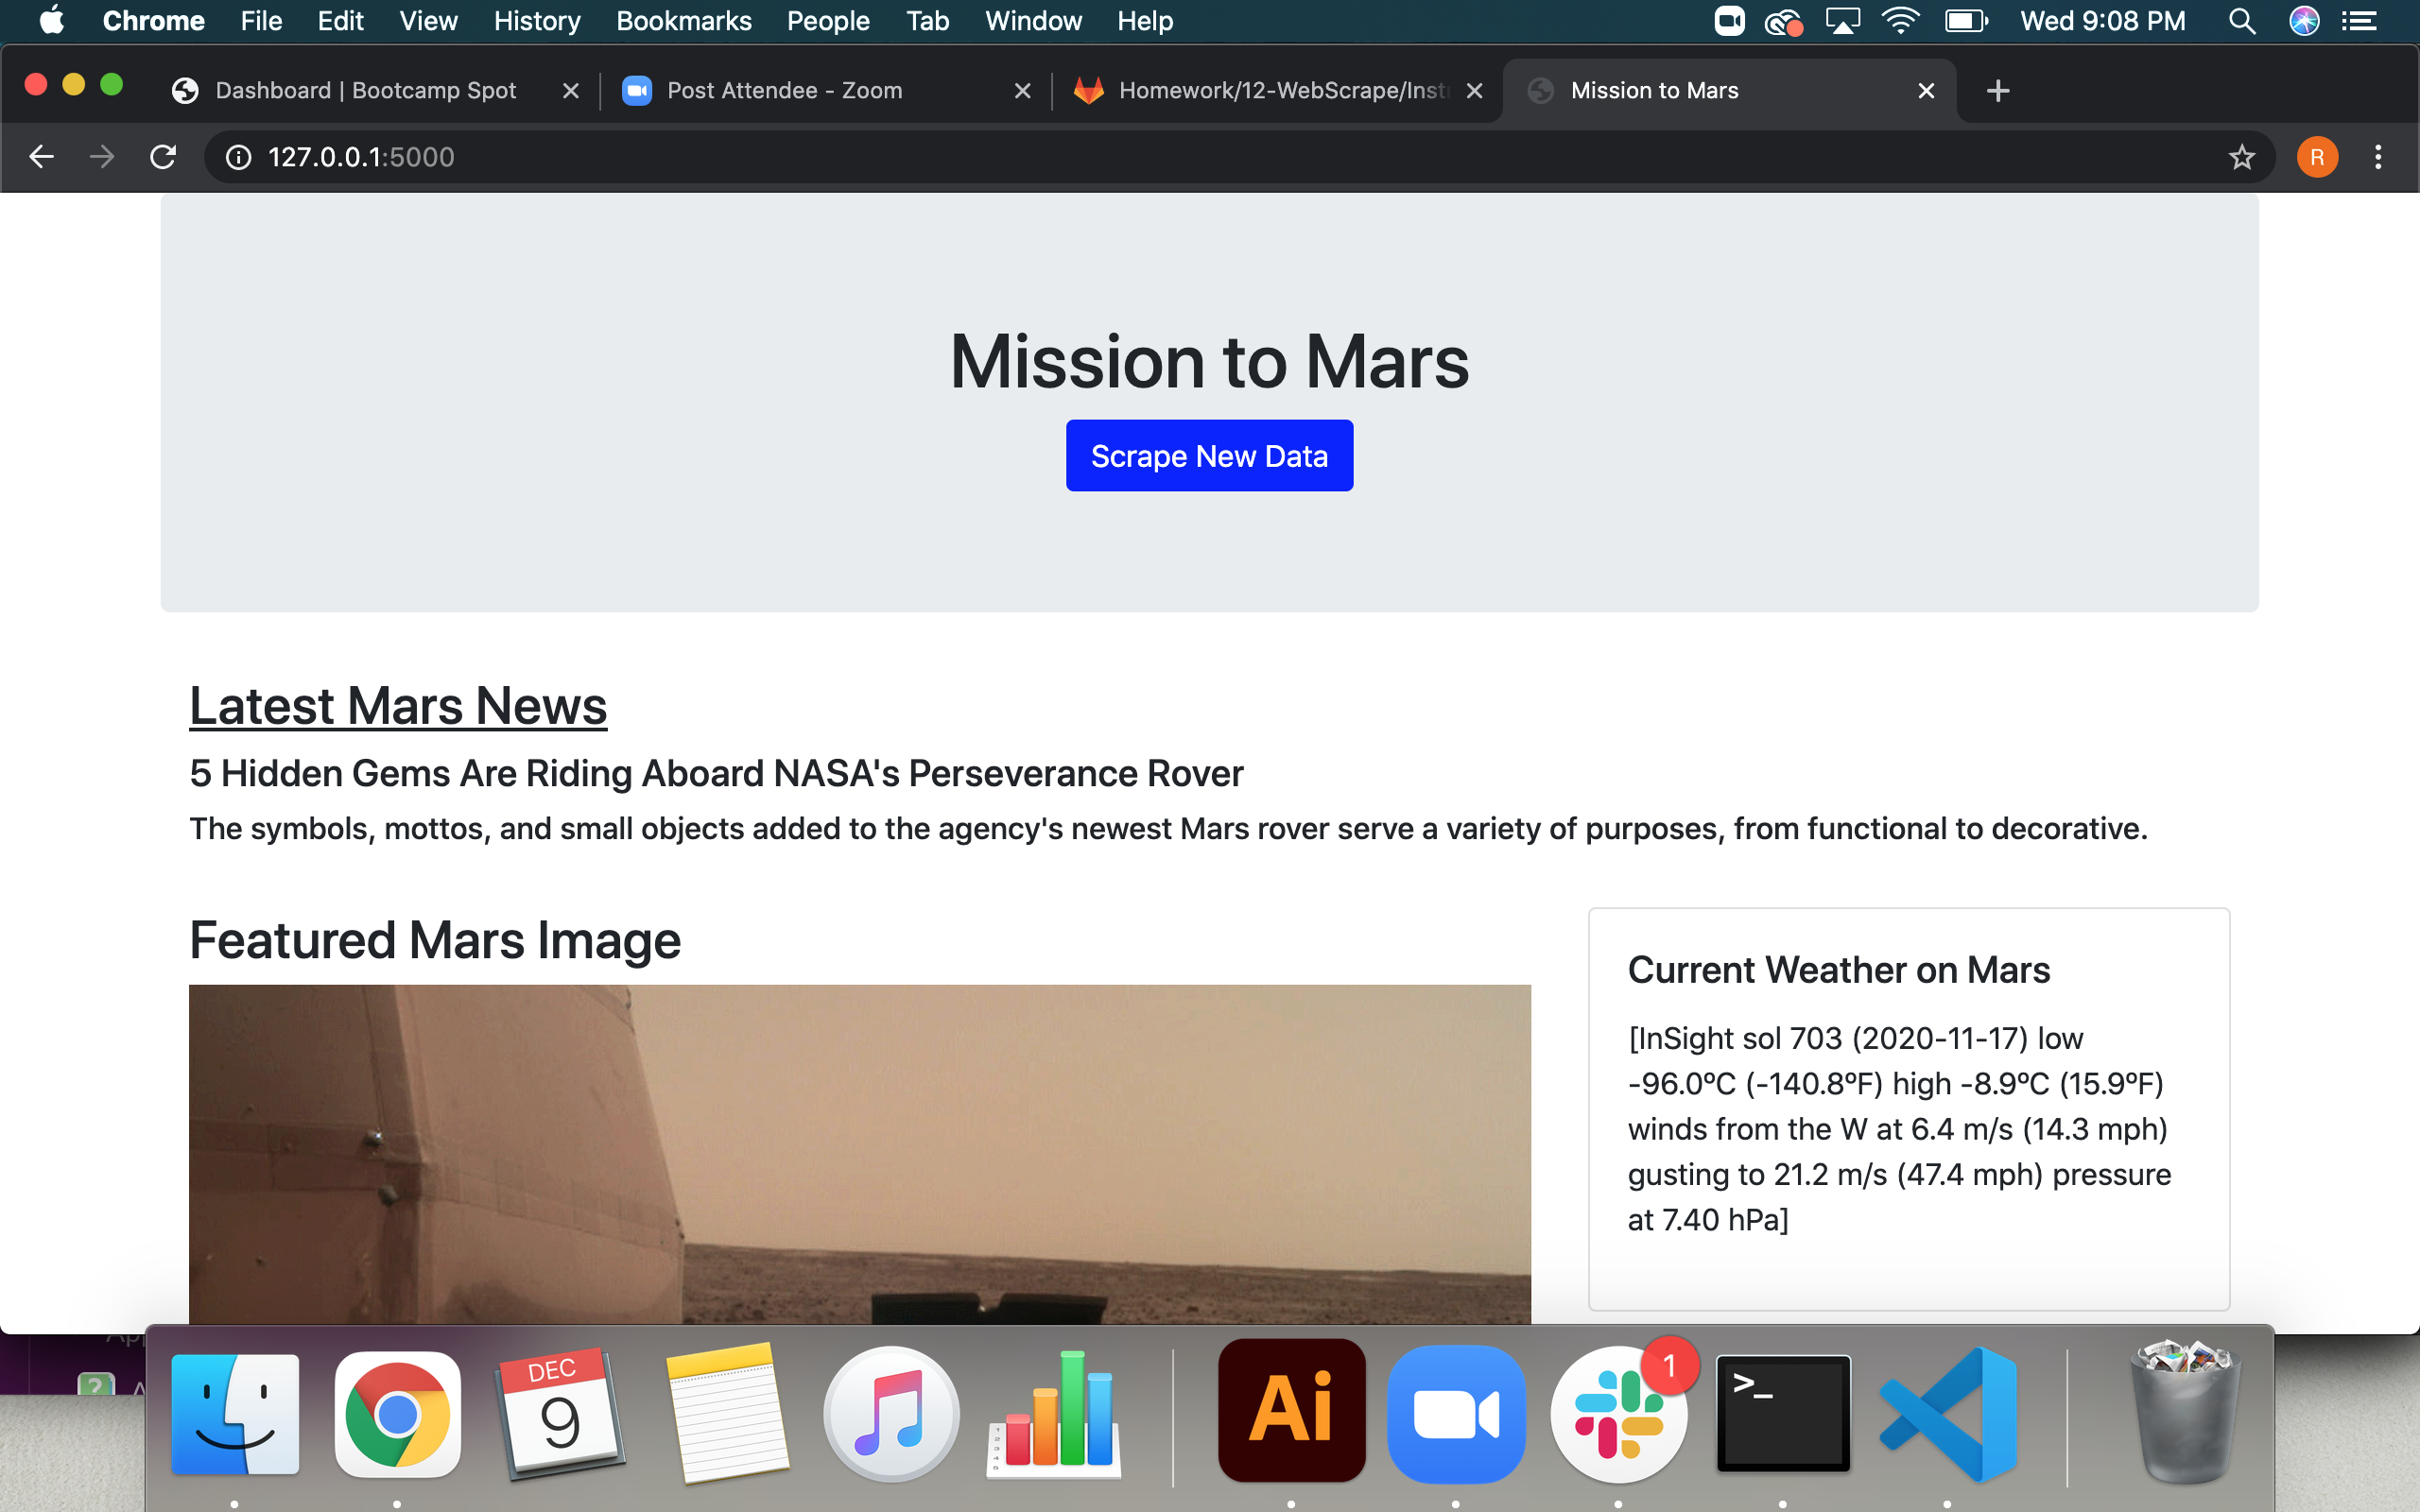 Chrome File Edit View History Bookmarks People Tab Window Help Wed 9:08 PM
Dashboard | Bootcamp Spot
Post Attendee - Zoom
Homework/12-WebScrape/Inst
Mission to Mars
127.0.0.1:5000
R
Mission to Mars
Scrape New Data
Latest Mars News
5 Hidden Gems Are Riding Aboard NASA's Perseverance Rover
The symbols, mottos, and small objects added to the agency's newest Mars rover serve a variety of purposes, from functional to decorative.
Featured Mars Image
Current Weather on Mars
[InSight sol 703 (2020-11-17) low
-96.0ºC (-140.8ºF) high -8.9ºC (15.9ºF)
winds from the W at 6.4 m/s (14.3 mph)
gusting to 21.2 m/s (47.4 mph) pressure
at 7.40 hPa]
DEC
9
Ai
1
>_